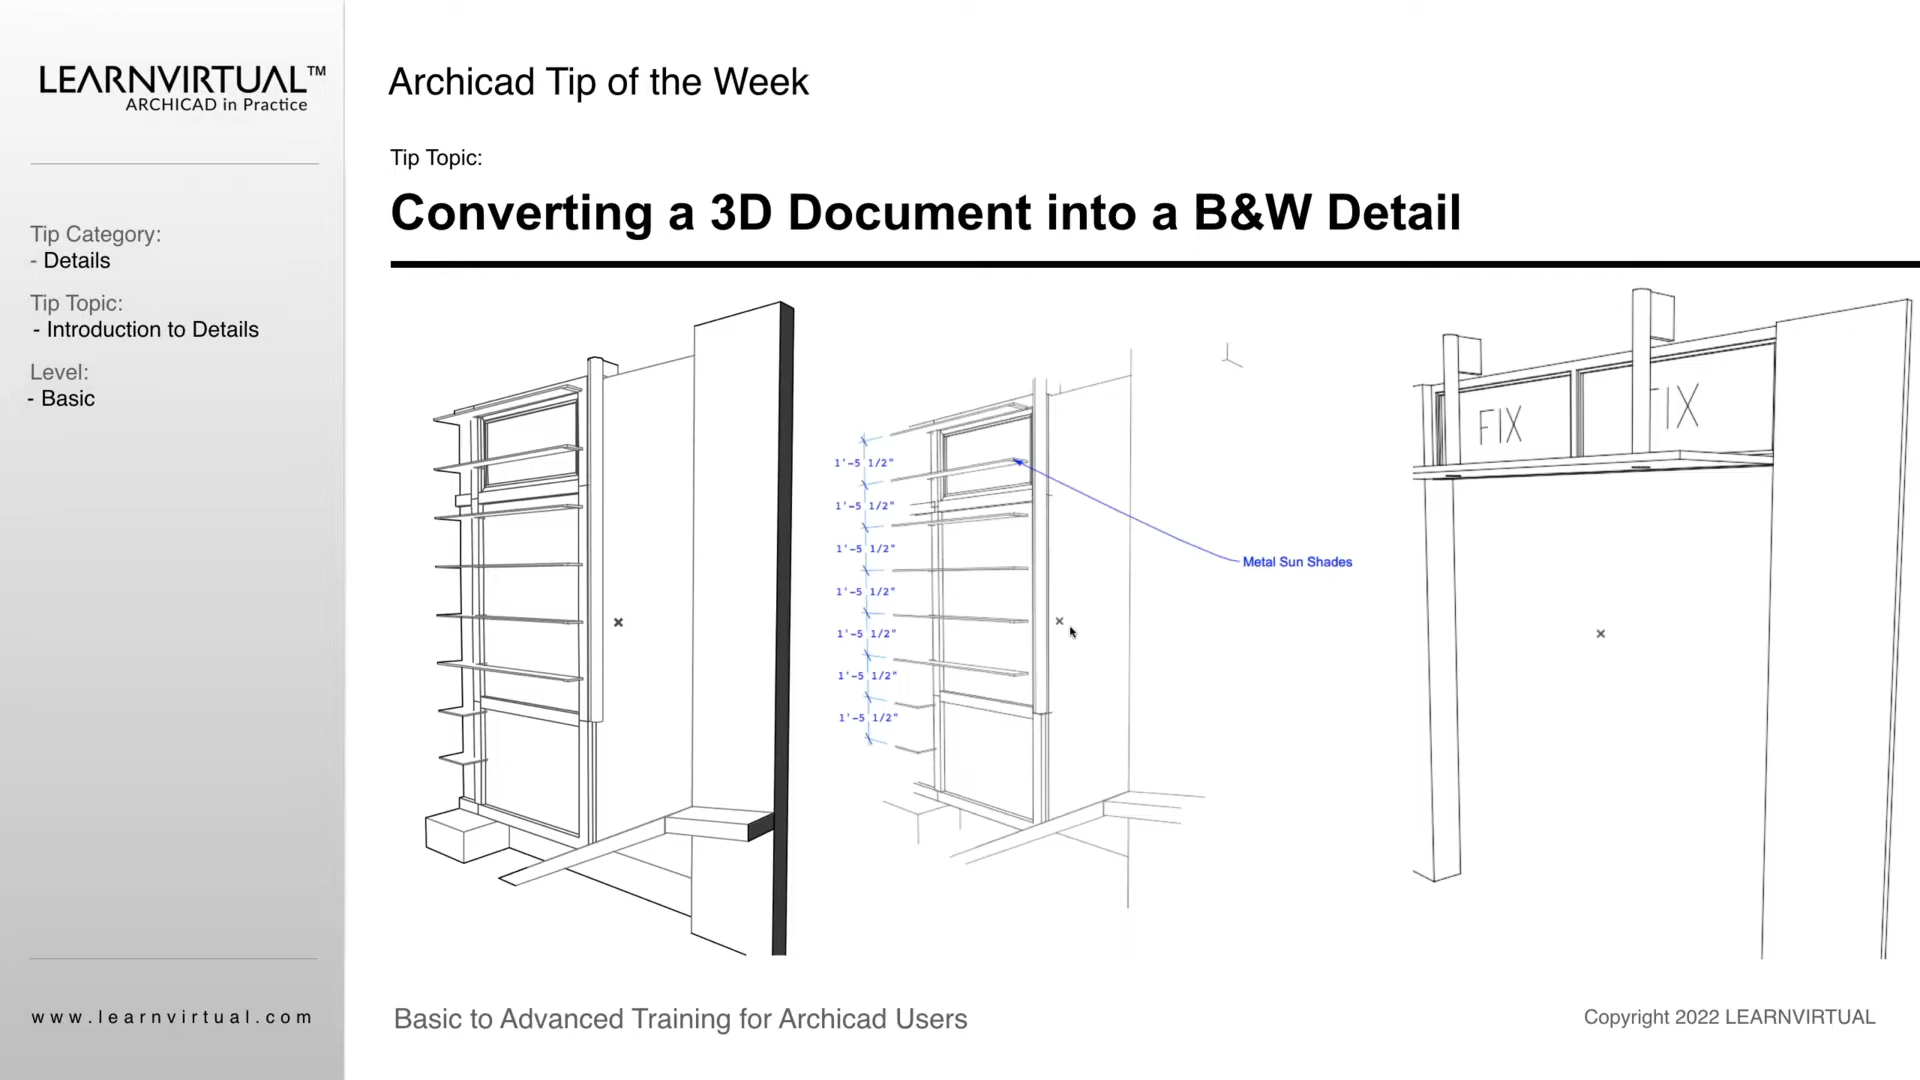 LEARNVIRTUAL™
ARCHICAD in Practice
Tip Category:
- Details
Tip Topic:
- Introduction to Details
Level:
- Basic
www.learnvirtual.com
Archicad Tip of the Week
Tip Topic:
Converting a 3D Document into a B&W Detail
1'-5 1/2"
1'-5 1/2"
1'-5 1/2"
1'-5 1/2"
1'-5 1/2"
1'-5 1/2"
1'-5 1/2"
Metal Sun Shades
FIX
IX
Basic to Advanced Training for Archicad Users
Copyright 2022 LEARNVIRTUAL